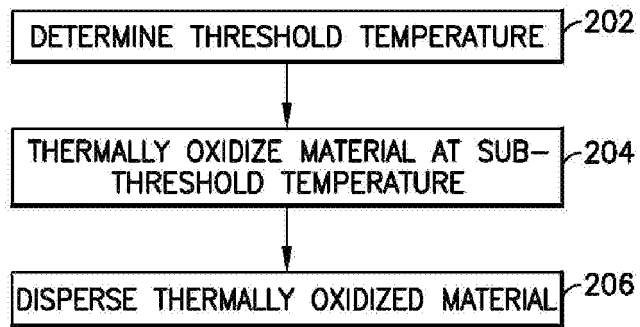 DETERMINE THRESHOLD TEMPERATURE
202
THERMALLY OXIDIZE MATERIAL AT SUB-
THRESHOLD TEMPERATURE
204
DISPERSE THERMALLY OXIDIZED MATERIAL
206